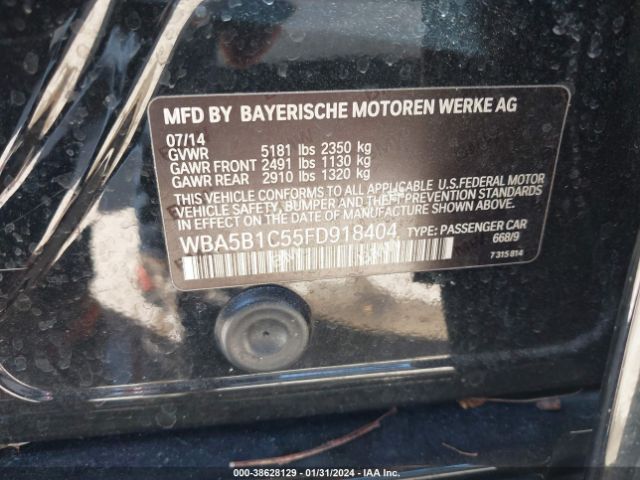 MFD BY BAYERISCHE MOTOREN WERKE AG
07/14
GVWR 5181 lbs 2350 kg
GAWR FRONT 2491 lbs 1130 kg
GAWR REAR 2910 lbs 1320 kg
THIS VEHICLE CONFORMS TO ALL APPLICABLE U.S.FEDERAL MOTOR
VEHICLE SAFETY, BUMPER, AND THEFT PREVENTION STANDARDS
IN EFFECT ON THE DATE OF MANUFACTURE SHOWN ABOVE.
WBA5B1C55FD918404 TYPE: PASSENGER CAR
668/9
7 315 814
000-38628129 - 01/31/2024 - IAA Inc.